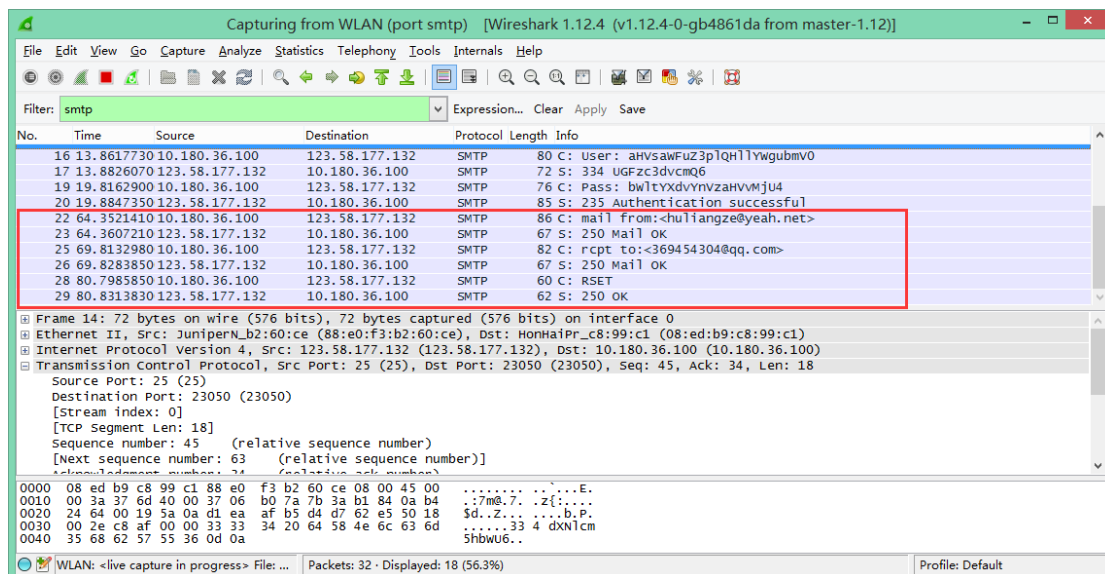 Capturing from WLAN (port smtp)    [Wireshark 1.12.4  (v1.12.4-0-gb4861da from master-1.12)]
File Edit View Go Capture Analyze Statistics Telephony Tools Internals Help
Filter: smtp Expression... Clear Apply Save
No. Time Source Destination Protocol Length Info
16 13.8617730 10.180.36.100 123.58.177.132 SMTP 80 C: User: aHVsaWFuZ3plQHllYWgubmV0
17 13.8826070 123.58.177.132 10.180.36.100 SMTP 72 S: 334 UGFzc3dvcmQ6
19 19.8162900 10.180.36.100 123.58.177.132 SMTP 76 C: Pass: bWltYXdvYnVzaHVvMjU4
20 19.8847350 123.58.177.132 10.180.36.100 SMTP 85 S: 235 Authentication successful
22 64.3521410 10.180.36.100 123.58.177.132 SMTP 86 C: mail from:<huliangze@yeah.net>
23 64.3607210 123.58.177.132 10.180.36.100 SMTP 67 S: 250 Mail OK
25 69.8132980 10.180.36.100 123.58.177.132 SMTP 82 C: rcpt to:<369454304@qq.com>
26 69.8283850 123.58.177.132 10.180.36.100 SMTP 67 S: 250 Mail OK
28 80.7985850 10.180.36.100 123.58.177.132 SMTP 60 C: RSET
29 80.8313830 123.58.177.132 10.180.36.100 SMTP 62 S: 250 OK
Frame 14: 72 bytes on wire (576 bits), 72 bytes captured (576 bits) on interface 0
Ethernet II, Src: JuniperN_b2:60:ce (88:e0:f3:b2:60:ce), Dst: HonHaiPr_c8:99:c1 (08:ed:b9:c8:99:c1)
Internet Protocol Version 4, Src: 123.58.177.132 (123.58.177.132), Dst: 10.180.36.100 (10.180.36.100)
Transmission Control Protocol, Src Port: 25 (25), Dst Port: 23050 (23050), Seq: 45, Ack: 34, Len: 18
Source Port: 25 (25)
Destination Port: 23050 (23050)
[Stream index: 0]
[TCP Segment Len: 18]
Sequence number: 45    (relative sequence number)
[Next sequence number: 63    (relative sequence number)]
Acknowledgment number: 34    (relative ack number)
0000 08 ed b9 c8 99 c1 88 e0 f3 b2 60 ce 08 00 45 00 ........ ..`...E.
0010 00 3a 37 6d 40 00 37 06 b0 7a 7b 3a b1 84 0a b4 .:7m@.7. .z{:....
0020 24 64 00 19 5a 0a d1 ea af b5 d4 d7 62 e5 50 18 $d..Z... ....b.P.
0030 00 2e c8 af 00 00 33 33 34 20 64 58 4e 6c 63 6d ......33 4 dXNlcm
0040 35 68 62 57 55 36 0d 0a 5hbWU6..
WLAN: <live capture in progress> File: ... Packets: 32 · Displayed: 18 (56.3%) Profile: Default